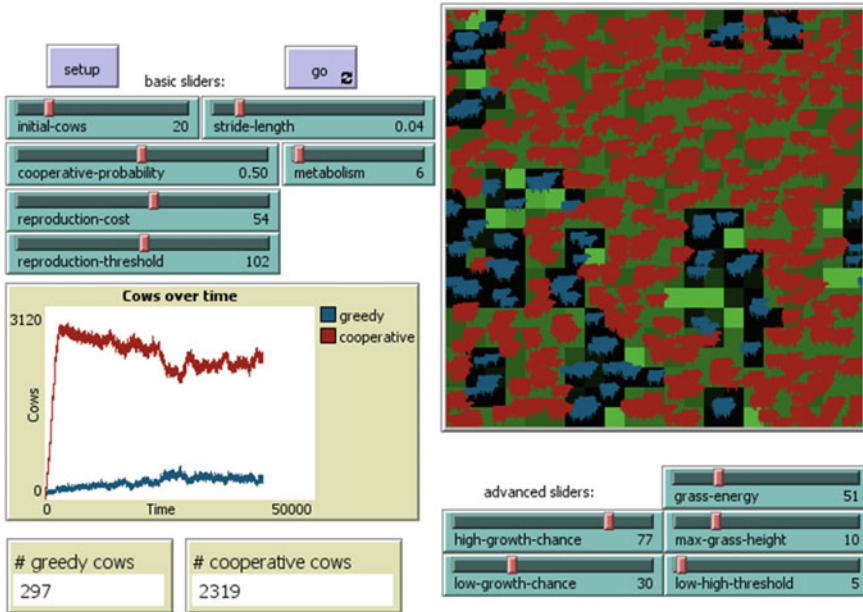 setup
go
basic sliders:
initial-cows 20
stride-length 0.04
cooperative-probability 0.50
metabolism 6
reproduction-cost 54
reproduction-threshold 102
Cows over time
3120
Cows
0
0
Time
50000
greedy
cooperative
# greedy cows
297
# cooperative cows
2319
advanced sliders:
grass-energy 51
high-growth-chance 77
max-grass-height 10
low-growth-chance 30
low-high-threshold 5